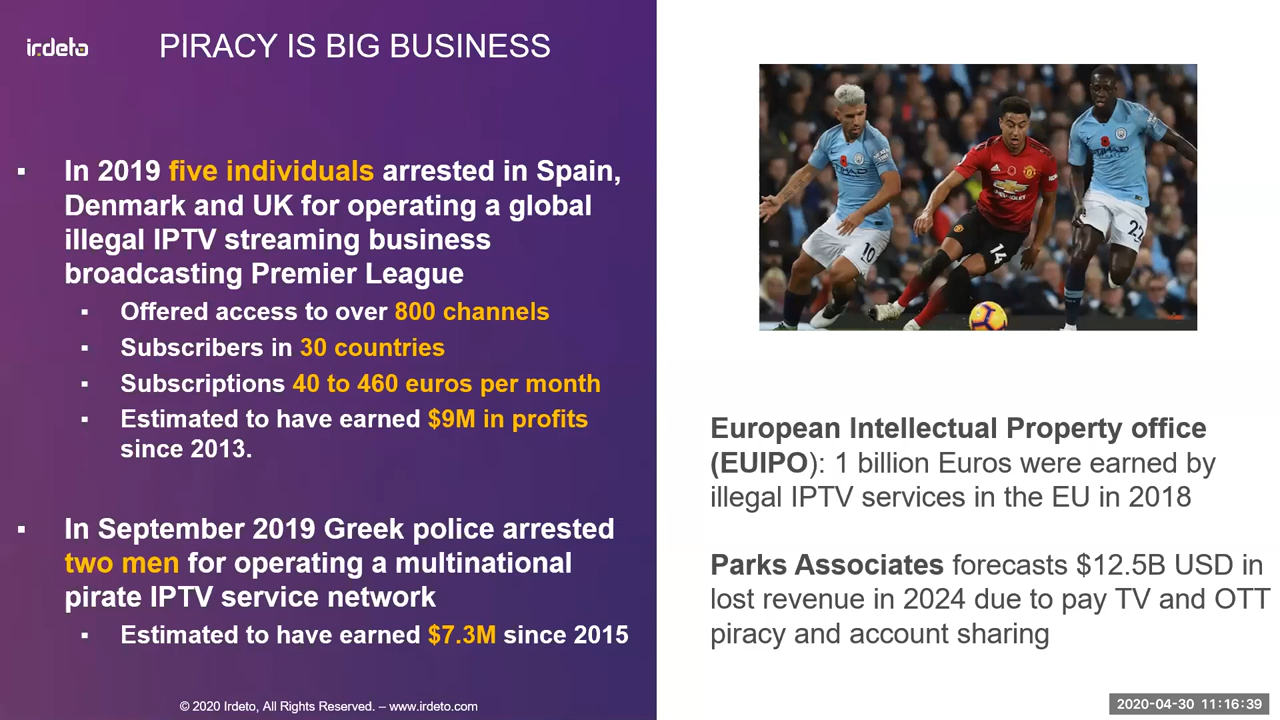 irdeto
PIRACY IS BIG BUSINESS
▪ In 2019 five individuals arrested in Spain,
Denmark and UK for operating a global
illegal IPTV streaming business
broadcasting Premier League
▪ Offered access to over 800 channels
▪ Subscribers in 30 countries
▪ Subscriptions 40 to 460 euros per month
▪ Estimated to have earned $9M in profits
since 2013.
▪ In September 2019 Greek police arrested
two men for operating a multinational
pirate IPTV service network
▪ Estimated to have earned $7.3M since 2015
© 2020 Irdeto, All Rights Reserved. – www.irdeto.com
10
CHEVROLET
14
22
European Intellectual Property office
(EUIPO): 1 billion Euros were earned by
illegal IPTV services in the EU in 2018
Parks Associates forecasts $12.5B USD in
lost revenue in 2024 due to pay TV and OTT
piracy and account sharing
2020-04-30 11:16:39